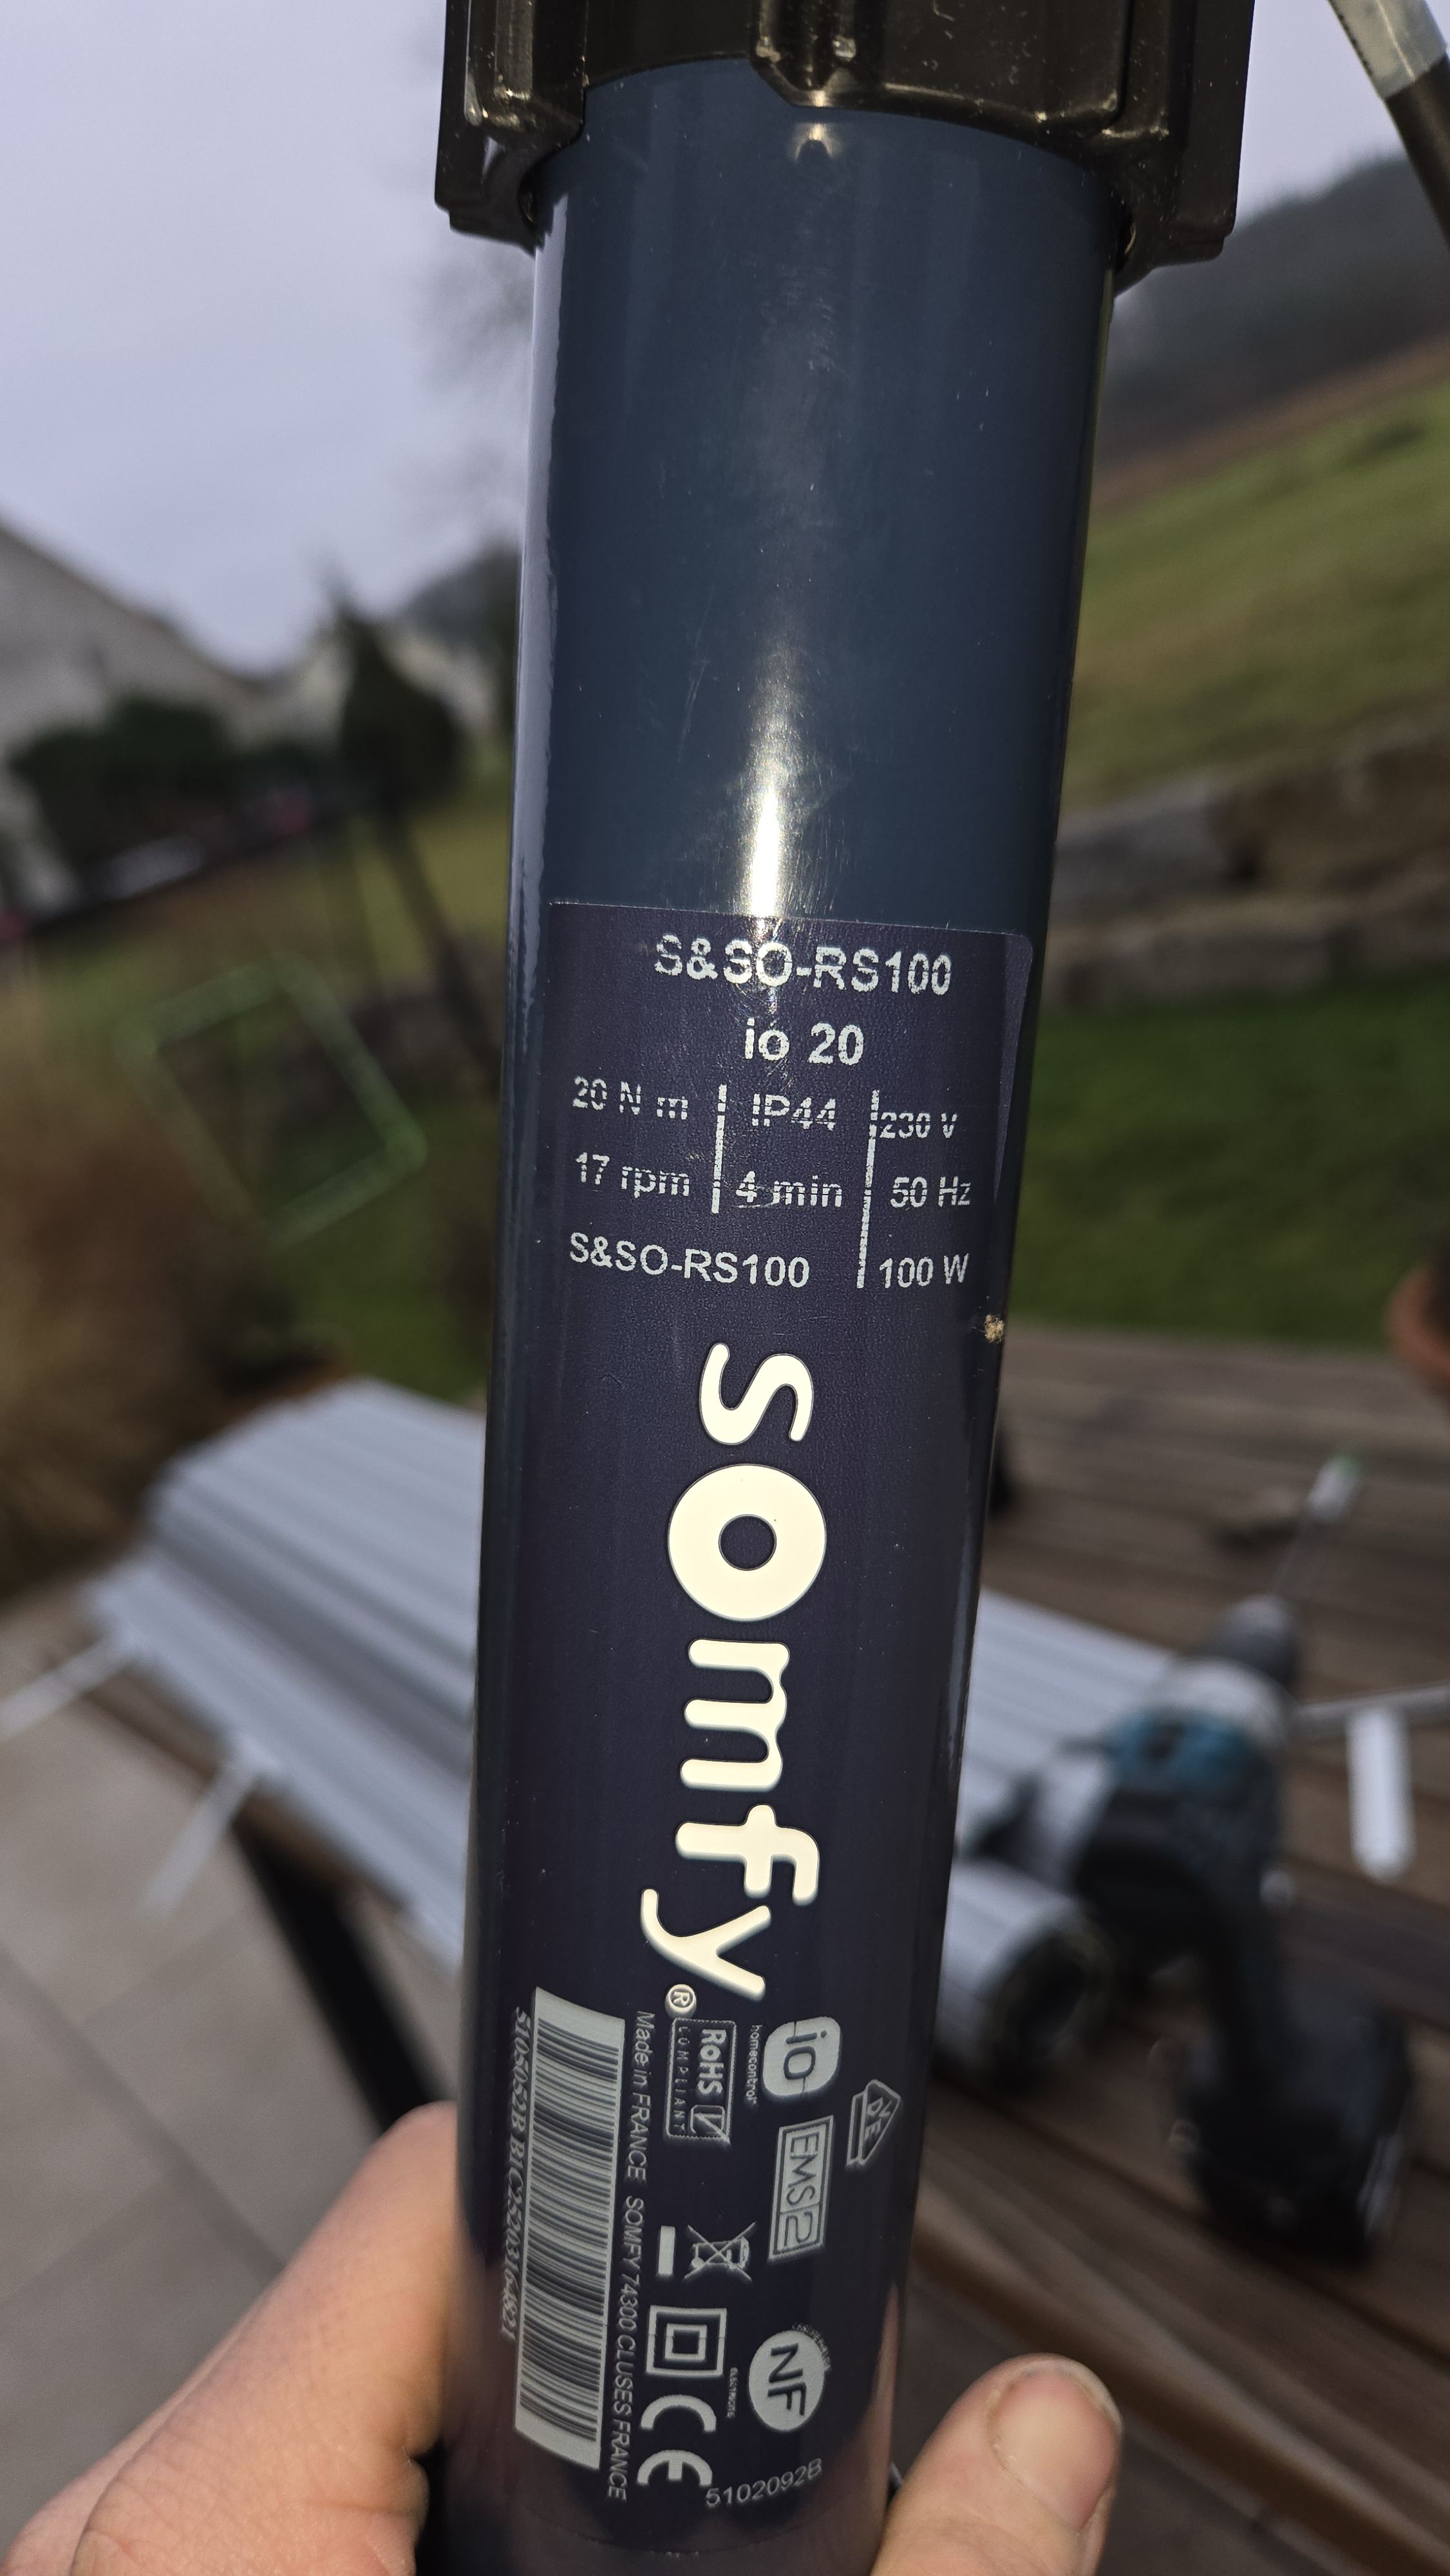 S&SO-RS100
io 20
20 N m
IP44
230 V
17 rpm
4 min
50 Hz
S&SO-RS100
100 W
somfy®
io
homecontrol
VDE
RoHS
COMPLIANT
EMS2
Made in FRANCE SOMFY 74300 CLUSES FRANCE
NF
CE
5102092B